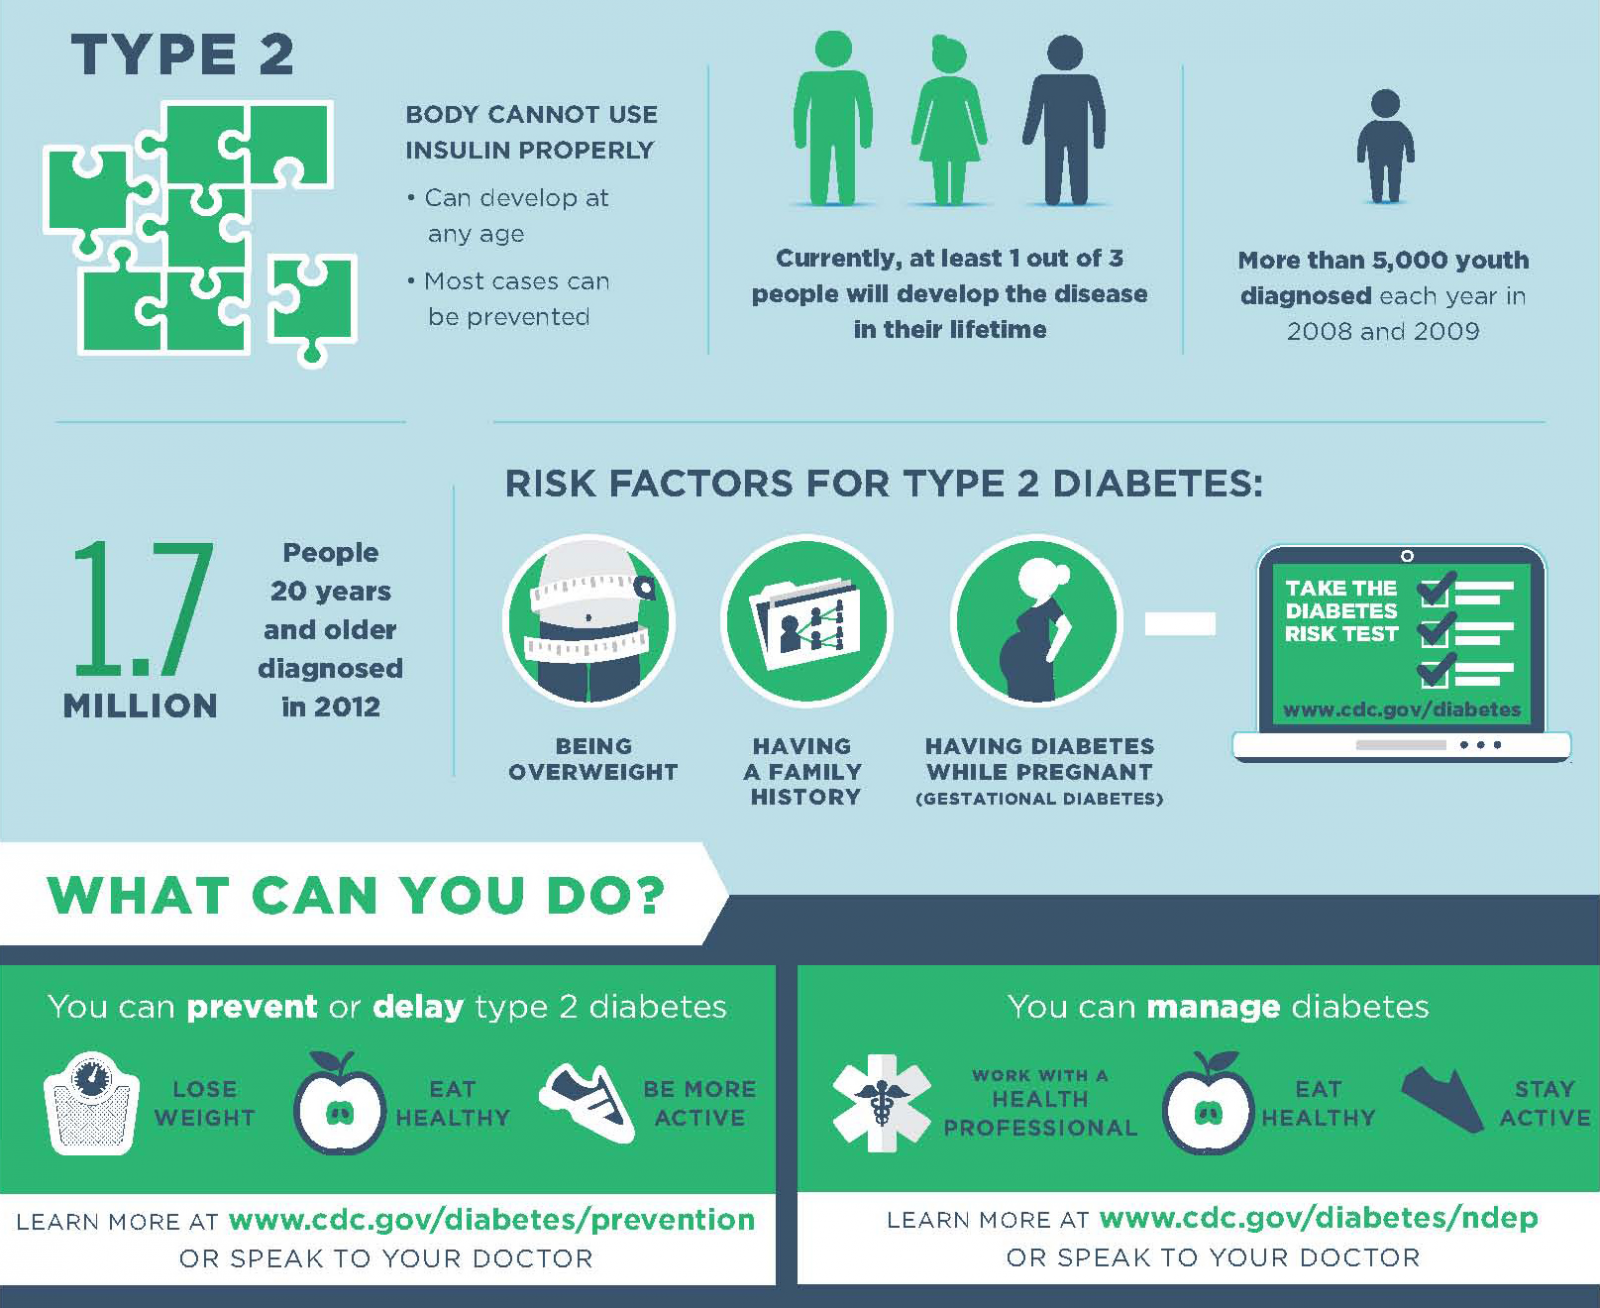 TYPE 2
BODY CANNOT USE
INSULIN PROPERLY
• Can develop at
any age
• Most cases can
be prevented
Currently, at least 1 out of 3
people will develop the disease
in their lifetime
More than 5,000 youth
diagnosed each year in
2008 and 2009
1.7
MILLION
People
20 years
and older
diagnosed
in 2012
RISK FACTORS FOR TYPE 2 DIABETES:
BEING
OVERWEIGHT
HAVING
A FAMILY
HISTORY
HAVING DIABETES
WHILE PREGNANT
(GESTATIONAL DIABETES)
TAKE THE
DIABETES
RISK TEST
www.cdc.gov/diabetes
WHAT CAN YOU DO?
You can prevent or delay type 2 diabetes
LOSE
WEIGHT
EAT
HEALTHY
BE MORE
ACTIVE
LEARN MORE AT www.cdc.gov/diabetes/prevention
OR SPEAK TO YOUR DOCTOR
You can manage diabetes
WORK WITH A
HEALTH
PROFESSIONAL
EAT
HEALTHY
STAY
ACTIVE
LEARN MORE AT www.cdc.gov/diabetes/ndep
OR SPEAK TO YOUR DOCTOR